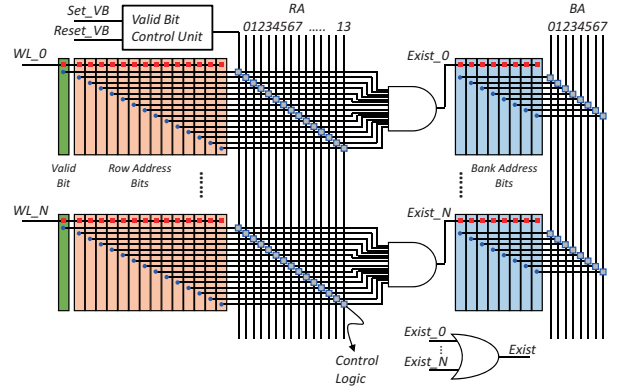 Set_VB
Reset_VB
Valid Bit
Control Unit
RA
01234567 ..... 13
BA
01234567
WL_0
Exist_0
Valid
Bit
Row Address
Bits
Bank Address
Bits
WL_N
Exist_N
Control
Logic
Exist_0
Exist_N
Exist